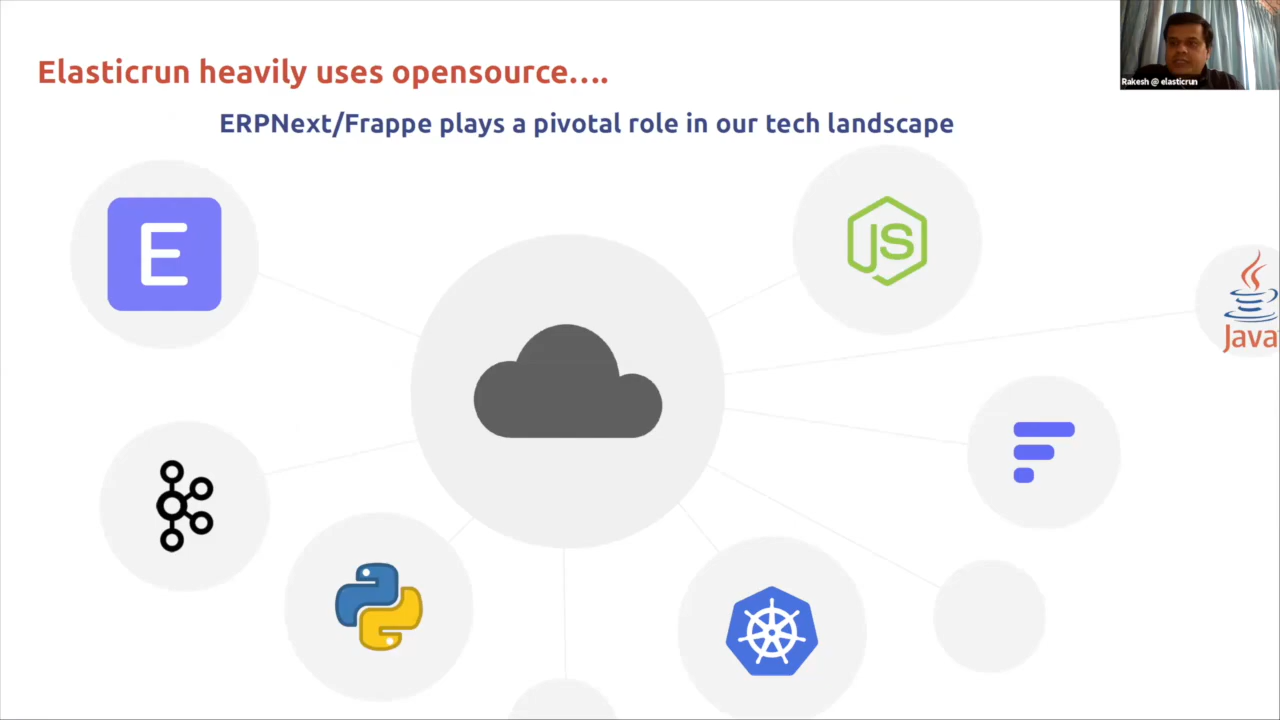 Elasticrun heavily uses opensource....
ERPNext/Frappe plays a pivotal role in our tech landscape
Rakesh @ elasticrun
E
JS
Java